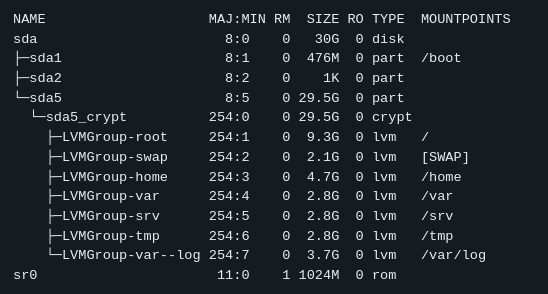 NAME                    MAJ:MIN RM  SIZE RO TYPE  MOUNTPOINTS
sda                       8:0    0   30G  0 disk
├─sda1                    8:1    0  476M  0 part  /boot
├─sda2                    8:2    0    1K  0 part
└─sda5                    8:5    0 29.5G  0 part
  └─sda5_crypt          254:0    0 29.5G  0 crypt
    ├─LVMGroup-root     254:1    0  9.3G  0 lvm   /
    ├─LVMGroup-swap     254:2    0  2.1G  0 lvm   [SWAP]
    ├─LVMGroup-home     254:3    0  4.7G  0 lvm   /home
    ├─LVMGroup-var      254:4    0  2.8G  0 lvm   /var
    ├─LVMGroup-srv      254:5    0  2.8G  0 lvm   /srv
    ├─LVMGroup-tmp      254:6    0  2.8G  0 lvm   /tmp
    └─LVMGroup-var--log 254:7    0  3.7G  0 lvm   /var/log
sr0                      11:0    1 1024M  0 rom